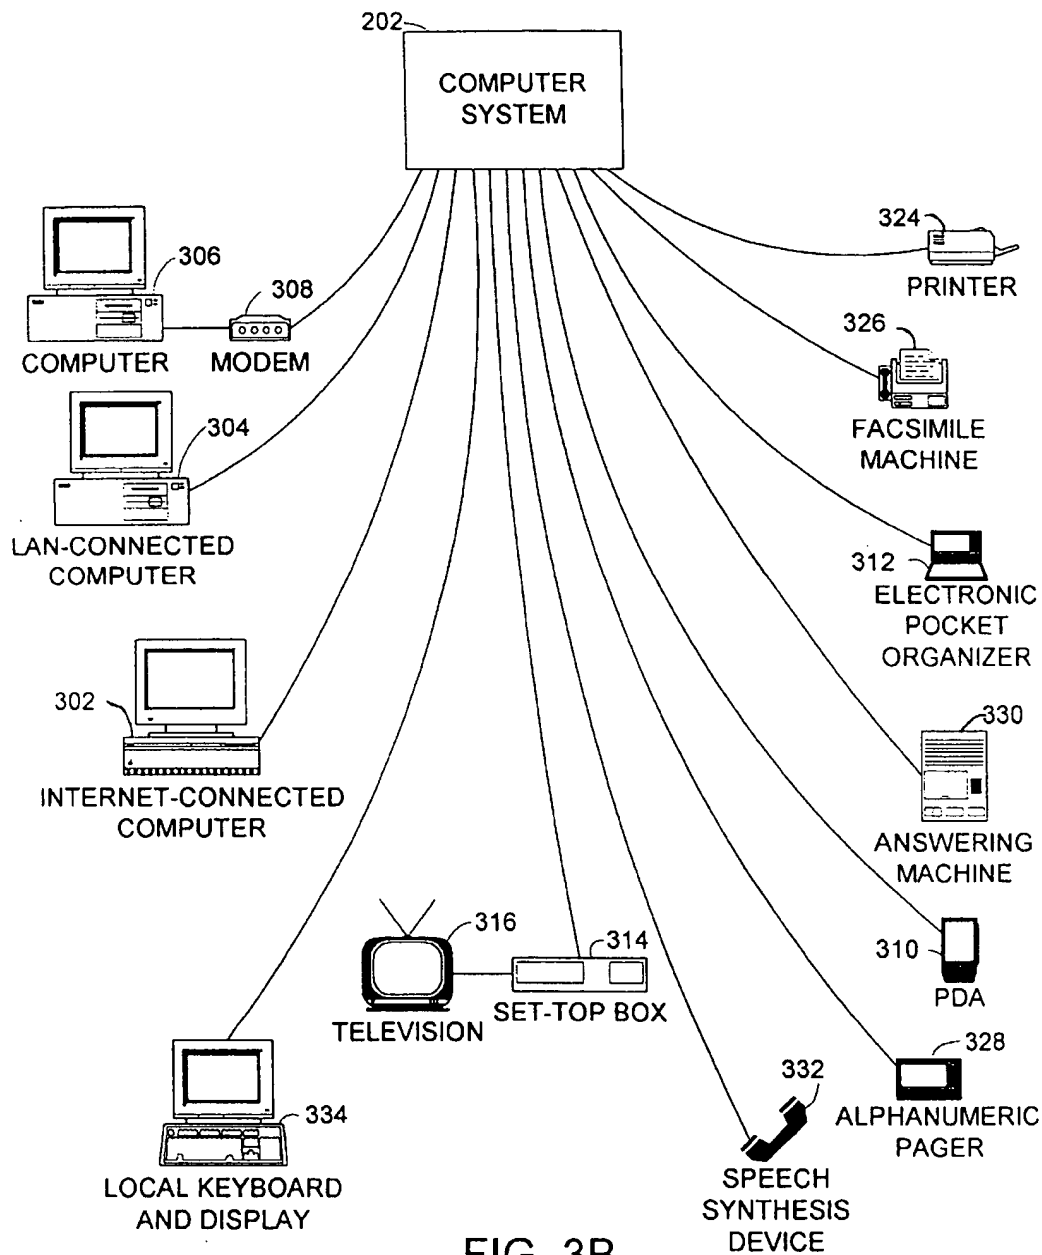 202
COMPUTER
SYSTEM
324
PRINTER
306
308
COMPUTER
MODEM
326
FACSIMILE
MACHINE
304
LAN-CONNECTED
COMPUTER
312
ELECTRONIC
POCKET
ORGANIZER
302
INTERNET-CONNECTED
COMPUTER
330
ANSWERING
MACHINE
316
314
TELEVISION
SET-TOP BOX
310
PDA
328
ALPHANUMERIC
PAGER
332
SPEECH
SYNTHESIS
DEVICE
334
LOCAL KEYBOARD
AND DISPLAY